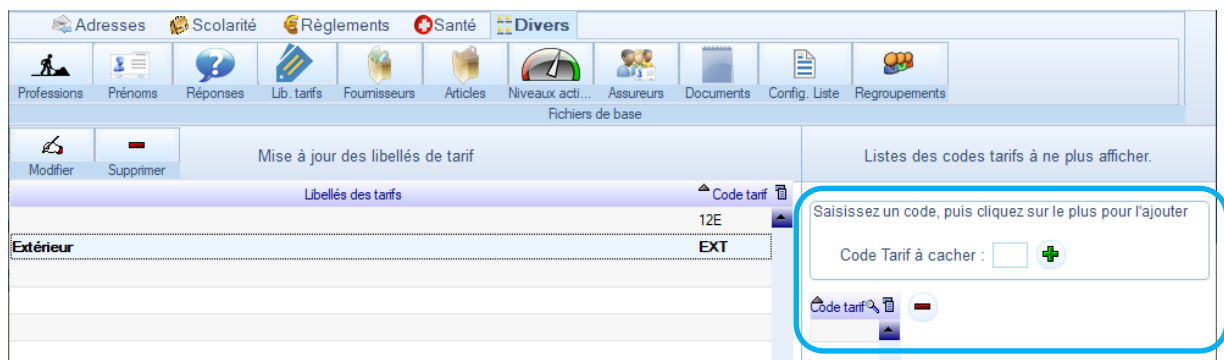 Adresses Scolarité Règlements Santé Divers
Professions Prénoms Réponses Lib. tarifs Fournisseurs Articles Niveaux acti... Assureurs Documents Config. Liste Regroupements
Fichiers de base
Modifier Supprimer Mise à jour des libellés de tarif
Listes des codes tarifs à ne plus afficher.
Libellés des tarifs Code tarif
12E
Extérieur EXT
Saisissez un code, puis cliquez sur le plus pour l'ajouter
Code Tarif à cacher :
Code tarif